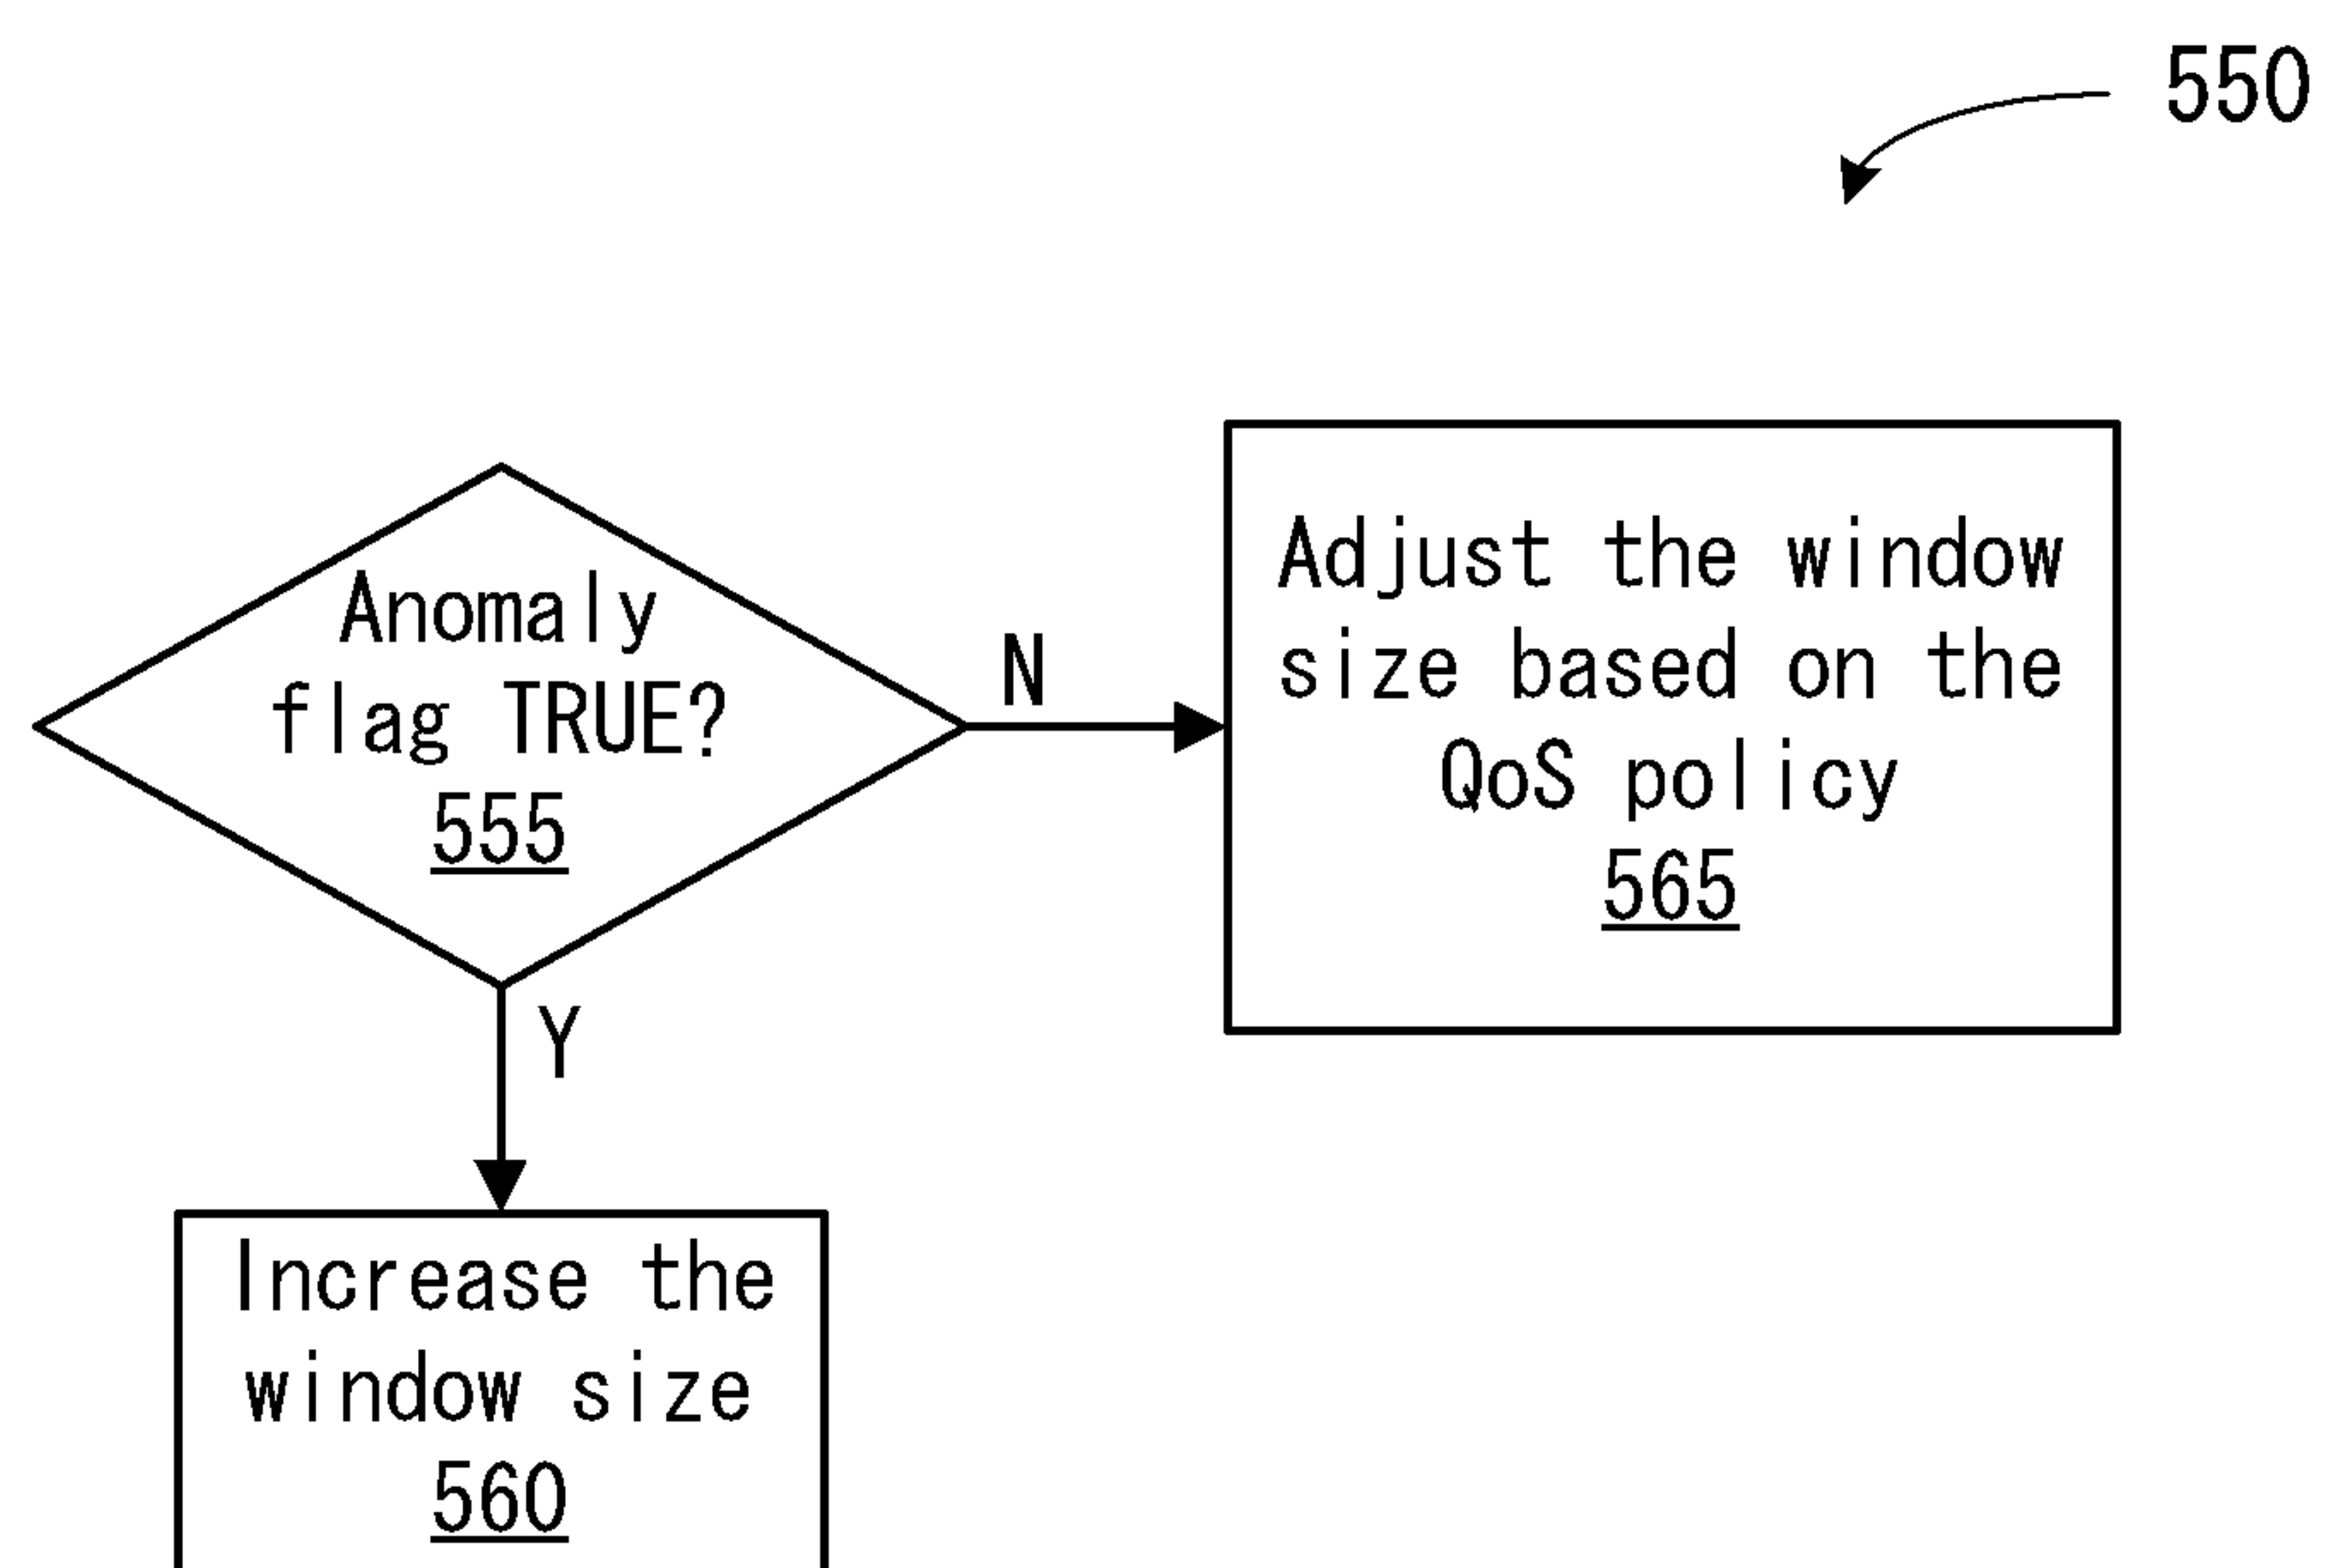 550
Anomaly
flag TRUE?
555
N
Adjust the window
size based on the
QoS policy
565
Y
Increase the
window size
560